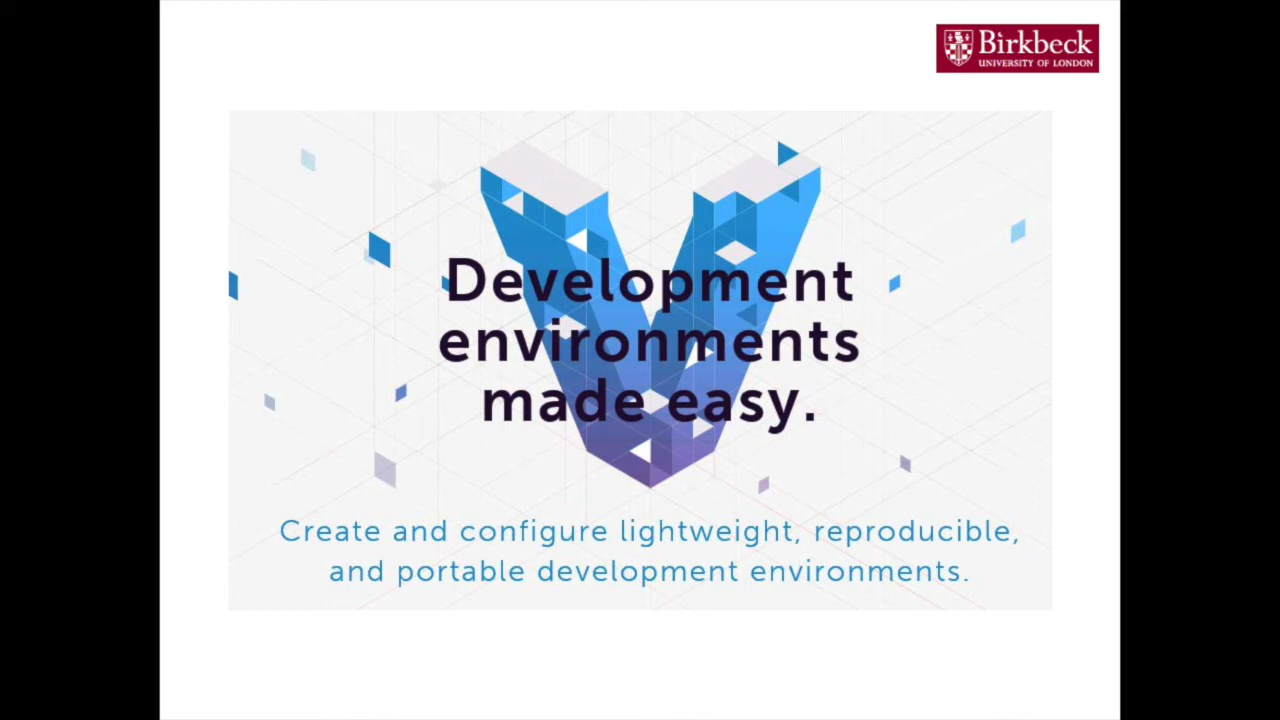 Birkbeck
UNIVERSITY OF LONDON
Development
environments
made easy.
Create and configure lightweight, reproducible,
and portable development environments.